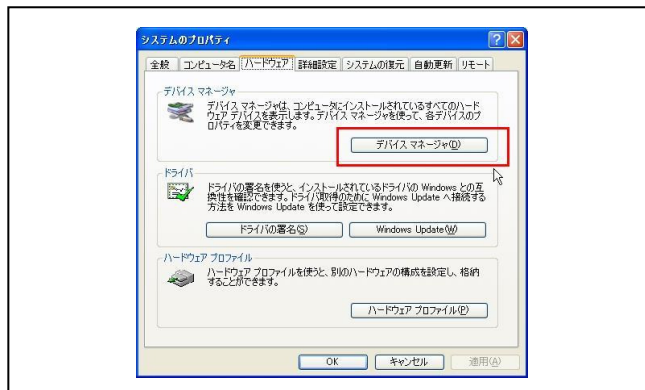 システムのプロパティ
全般 コンピュータ名 ハードウェア 詳細設定 システムの復元 自動更新 リモート
デバイス マネージャ
デバイス マネージャは、コンピュータにインストールされているすべてのハード
ウェア デバイスを表示します。デバイス マネージャを使って、各デバイスのプ
ロパティを変更できます。
デバイス マネージャ(D)
ドライバ
ドライバの署名を使うと、インストールされているドライバの Windows との互
換性を確認できます。ドライバ取得のために Windows Update へ接続する
方法を Windows Update を使って設定できます。
ドライバの署名(S) Windows Update(W)
ハードウェア プロファイル
ハードウェア プロファイルを使うと、別のハードウェアの構成を設定し、格納
することができます。
ハードウェア プロファイル(P)
OK キャンセル 適用(A)